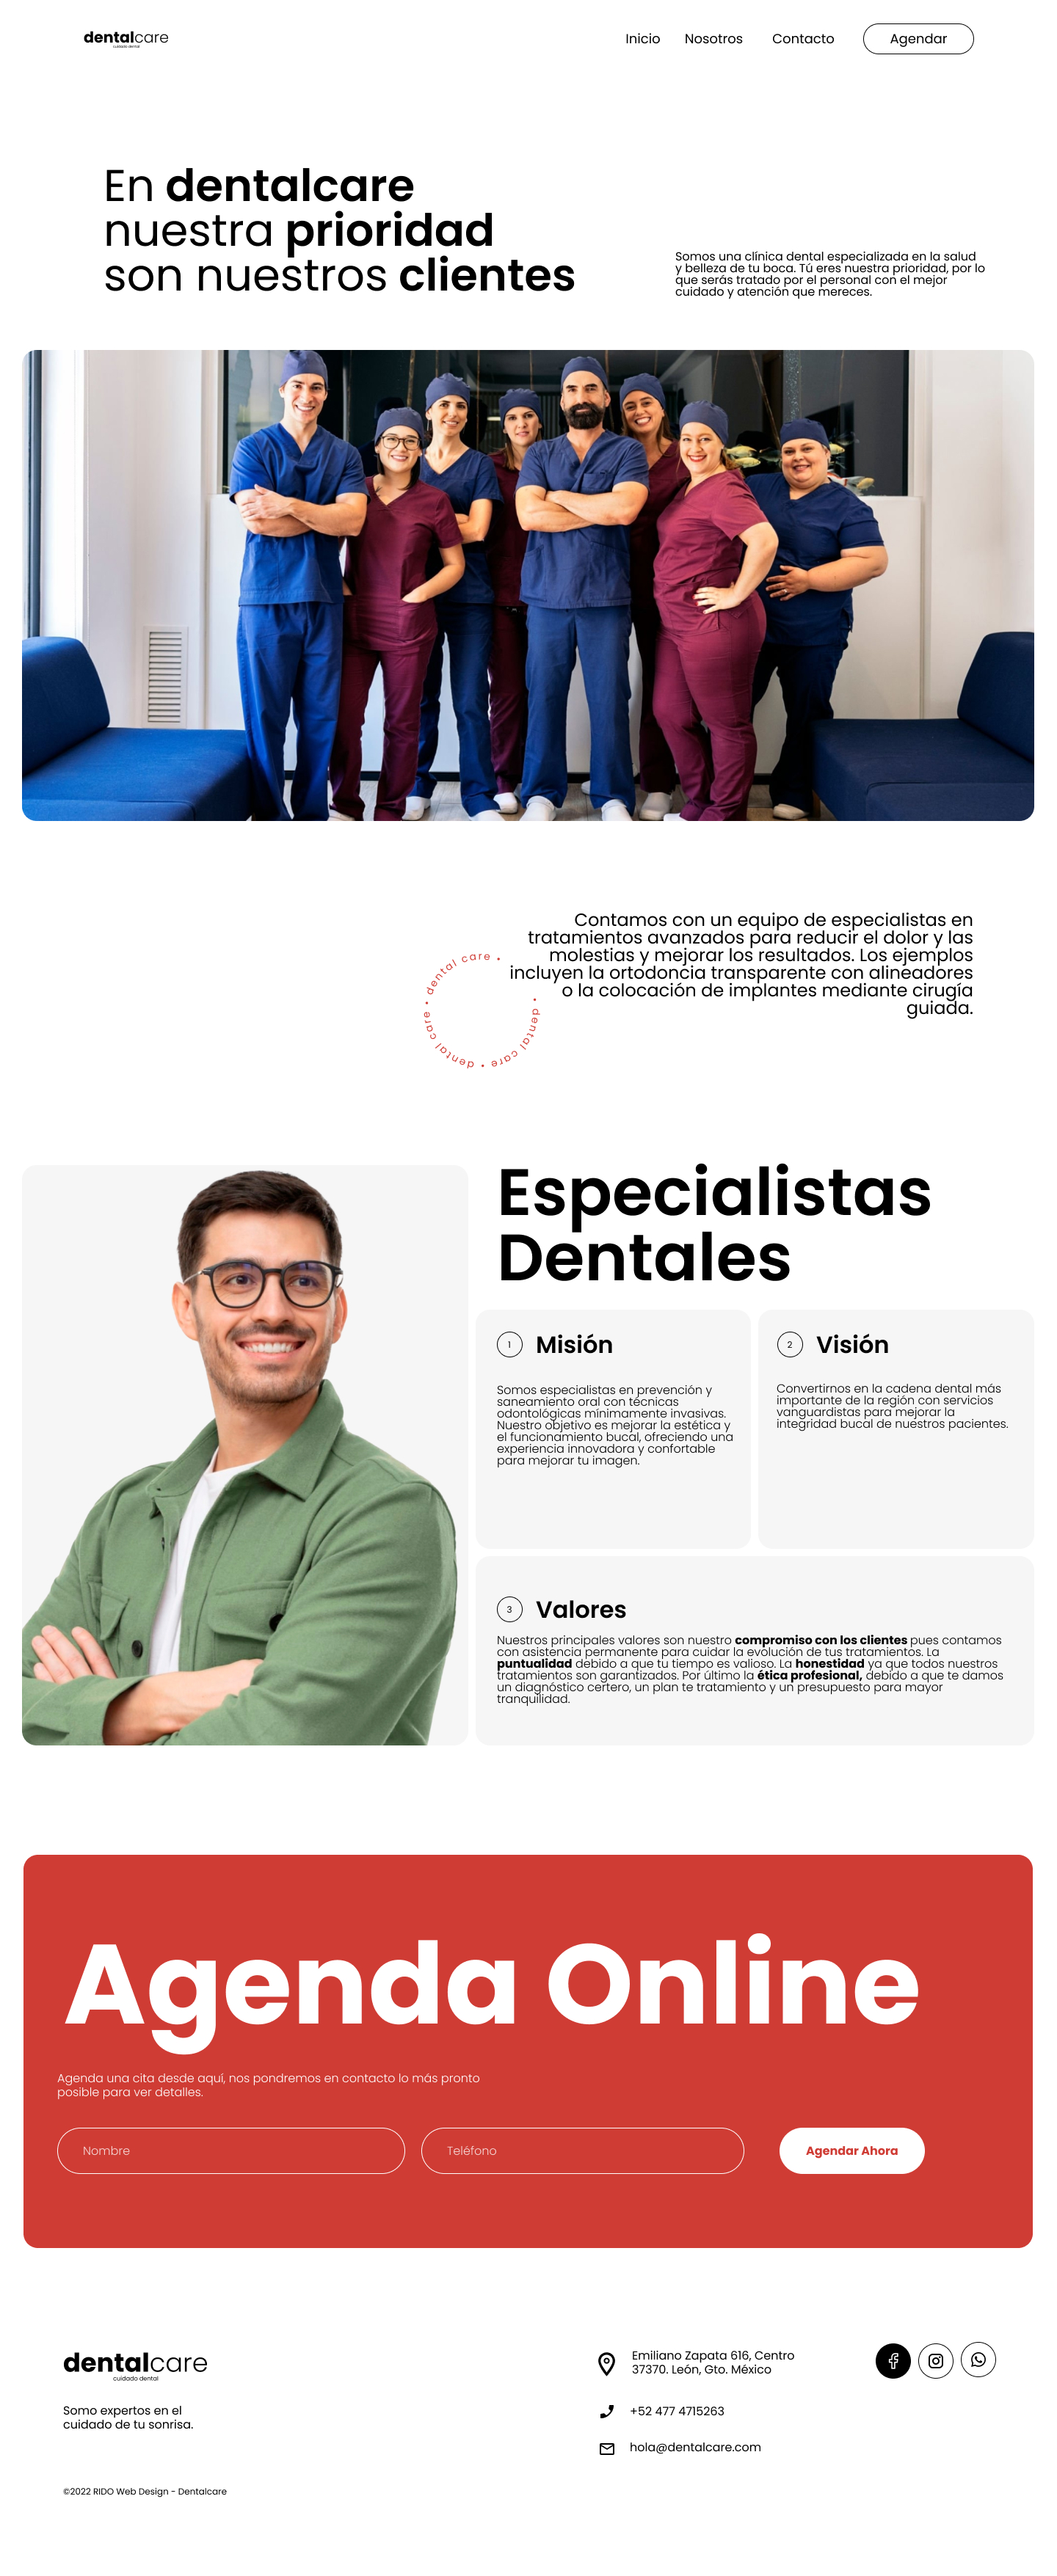 dentalcare
cuidado dental
Inicio
Nosotros
Contacto
Agendar
En dentalcare
nuestra prioridad
son nuestros clientes
Somos una clínica dental especializada en la salud
y belleza de tu boca. Tú eres nuestra prioridad, por lo
que serás tratado por el personal con el mejor
cuidado y atención que mereces.
Contamos con un equipo de especialistas en
tratamientos avanzados para reducir el dolor y las
molestias y mejorar los resultados. Los ejemplos
incluyen la ortodoncia transparente con alineadores
o la colocación de implantes mediante cirugía
guiada.
• dental care • dental care • dental care • dental care •
Especialistas
Dentales
1
Misión
Somos especialistas en prevención y
saneamiento oral con técnicas
odontológicas mínimamente invasivas.
Nuestro objetivo es mejorar la estética y
el funcionamiento bucal, ofreciendo una
experiencia innovadora y confortable
para mejorar tu imagen.
2
Visión
Convertirnos en la cadena dental más
importante de la región con servicios
vanguardistas para mejorar la
integridad bucal de nuestros pacientes.
3
Valores
Nuestros principales valores son nuestro compromiso con los clientes pues contamos
con asistencia permanente para cuidar la evolución de tus tratamientos. La
puntualidad debido a que tu tiempo es valioso. La honestidad ya que todos nuestros
tratamientos son garantizados. Por último la ética profesional, debido a que te damos
un diagnóstico certero, un plan te tratamiento y un presupuesto para mayor
tranquilidad.
Agenda Online
Agenda una cita desde aquí, nos pondremos en contacto lo más pronto
posible para ver detalles.
Nombre
Teléfono
Agendar Ahora
dentalcare
cuidado dental
Somo expertos en el
cuidado de tu sonrisa.
Emiliano Zapata 616, Centro
37370. León, Gto. México
+52 477 4715263
hola@dentalcare.com
©2022 RIDO Web Design - Dentalcare